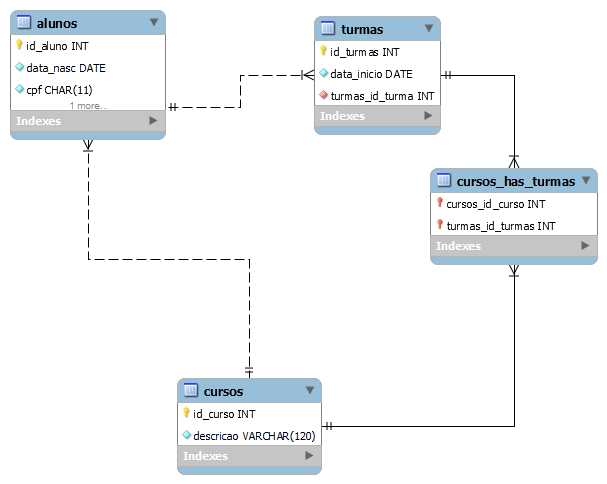 alunos
id_aluno INT
data_nasc DATE
cpf CHAR(11)
1 more...
Indexes
turmas
id_turmas INT
data_inicio DATE
turmas_id_turma INT
Indexes
cursos_has_turmas
cursos_id_curso INT
turmas_id_turmas INT
Indexes
cursos
id_curso INT
descricao VARCHAR(120)
Indexes